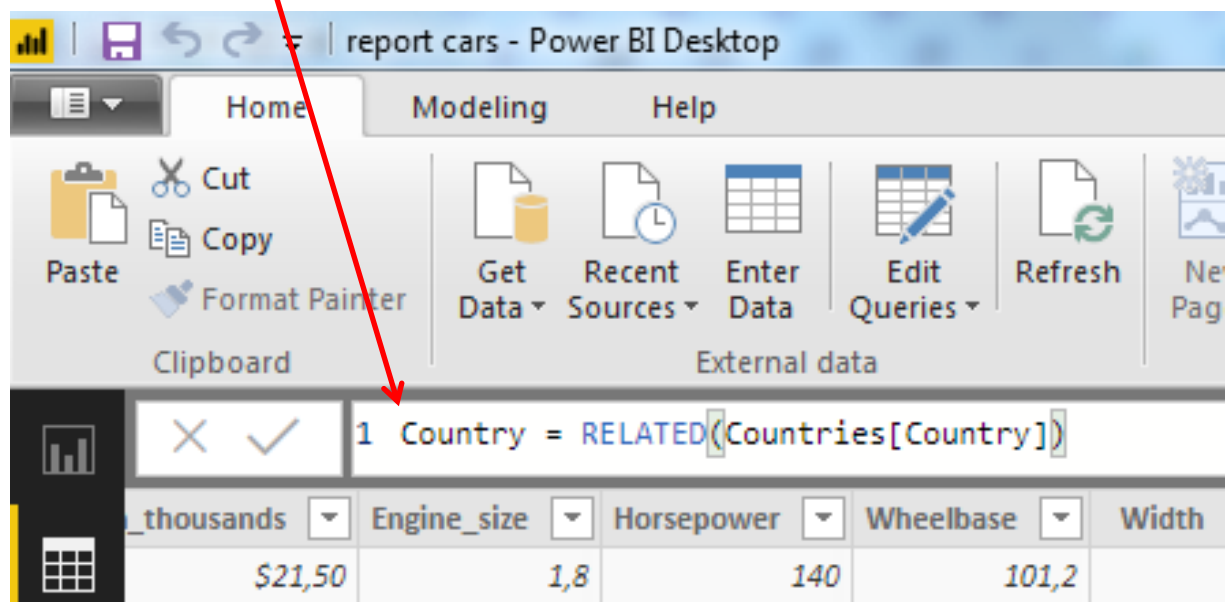 report cars - Power BI Desktop
Home Modeling Help
Cut
Copy
Paste
Format Painter
Get Data
Recent Sources
Enter Data
Edit Queries
Refresh
Clipboard
External data
1 Country = RELATED(Countries[Country])
_thousands Engine_size Horsepower Wheelbase Width
$21,50 1,8 140 101,2